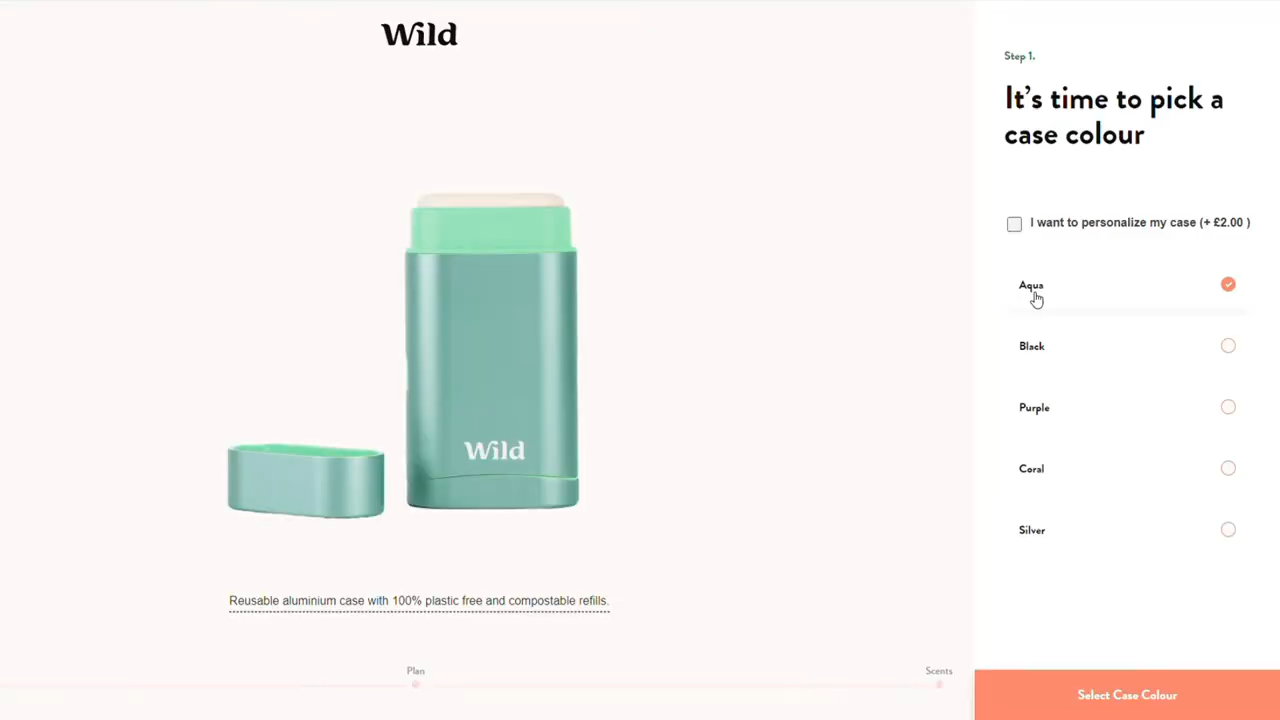 Wild
Wild
Reusable aluminium case with 100% plastic free and compostable refills.
Plan
Scents
Step 1.
It's time to pick a
case colour
I want to personalize my case (+ £2.00 )
Aqua
Black
Purple
Coral
Silver
Select Case Colour